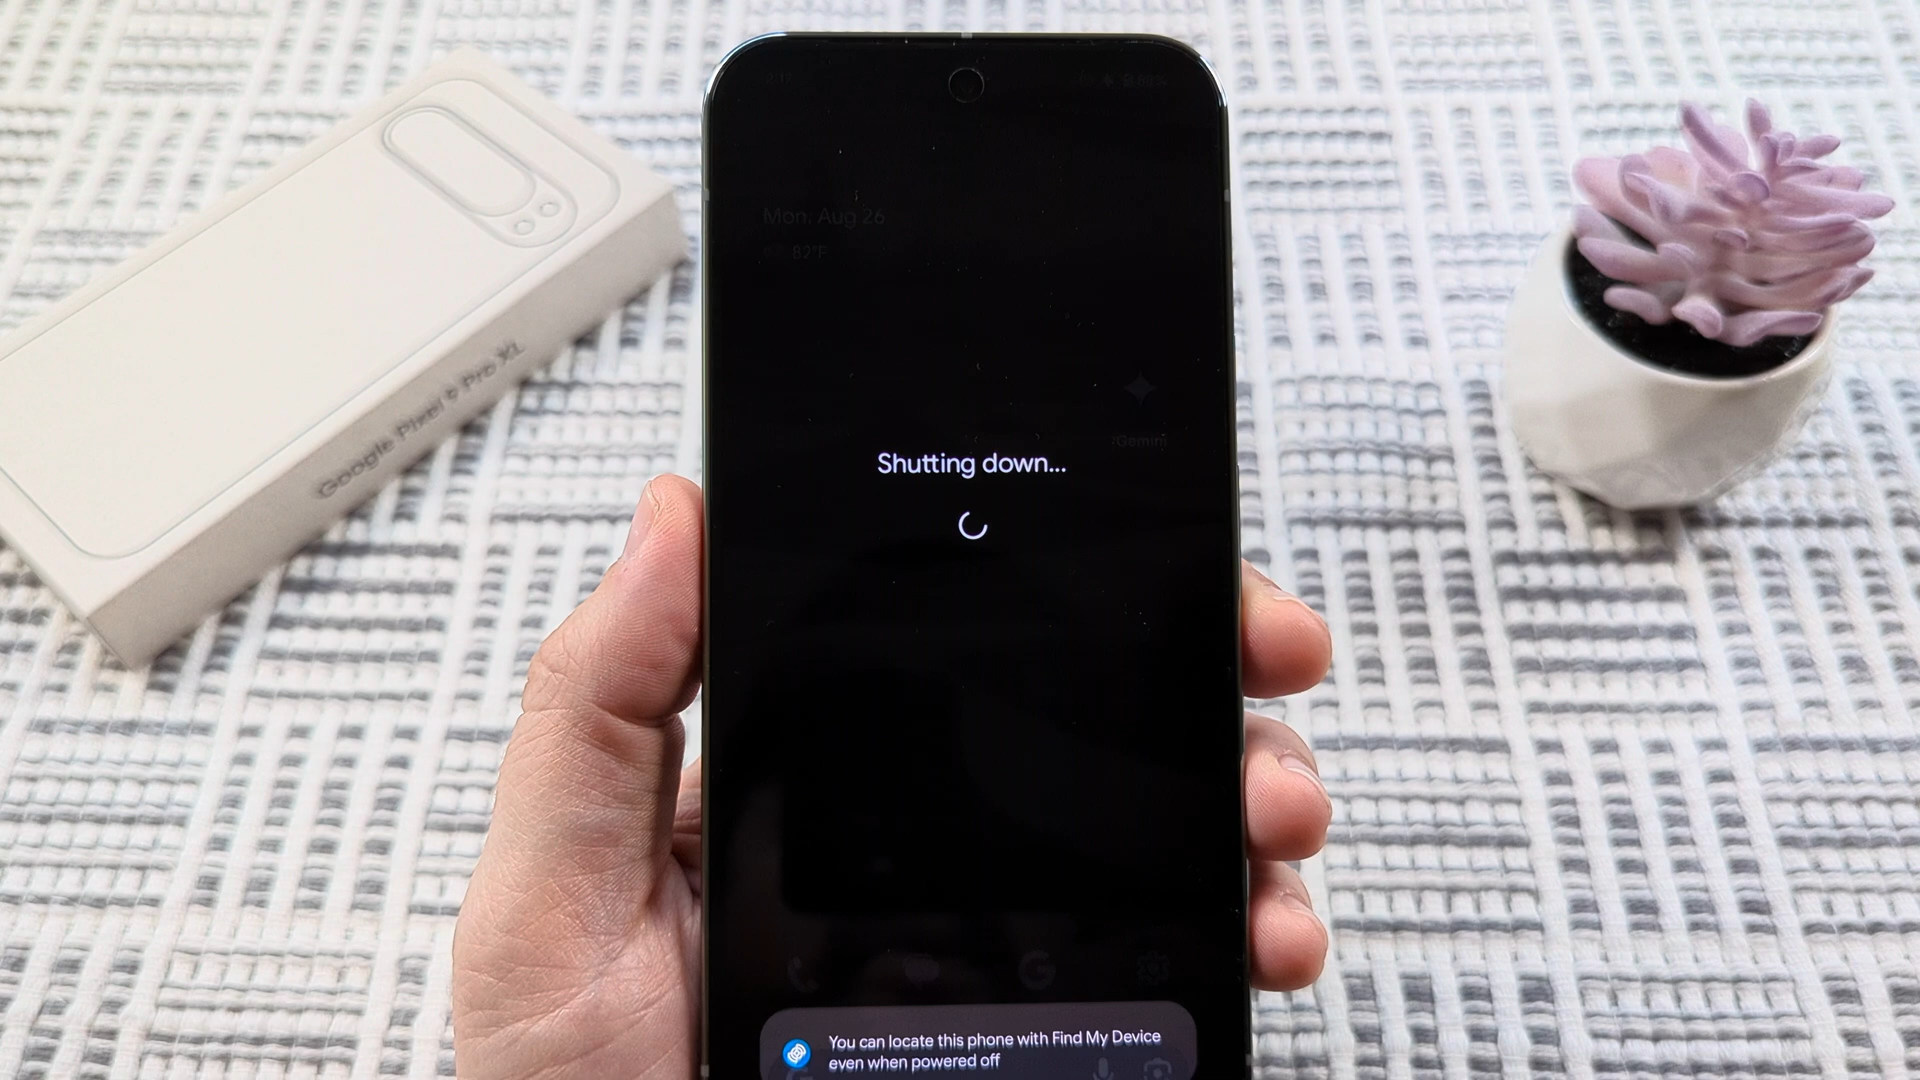 Mon, Aug 26
82°F
Gemini
Shutting down...
You can locate this phone with Find My Device
even when powered off
Google Pixel 9 Pro XL
G